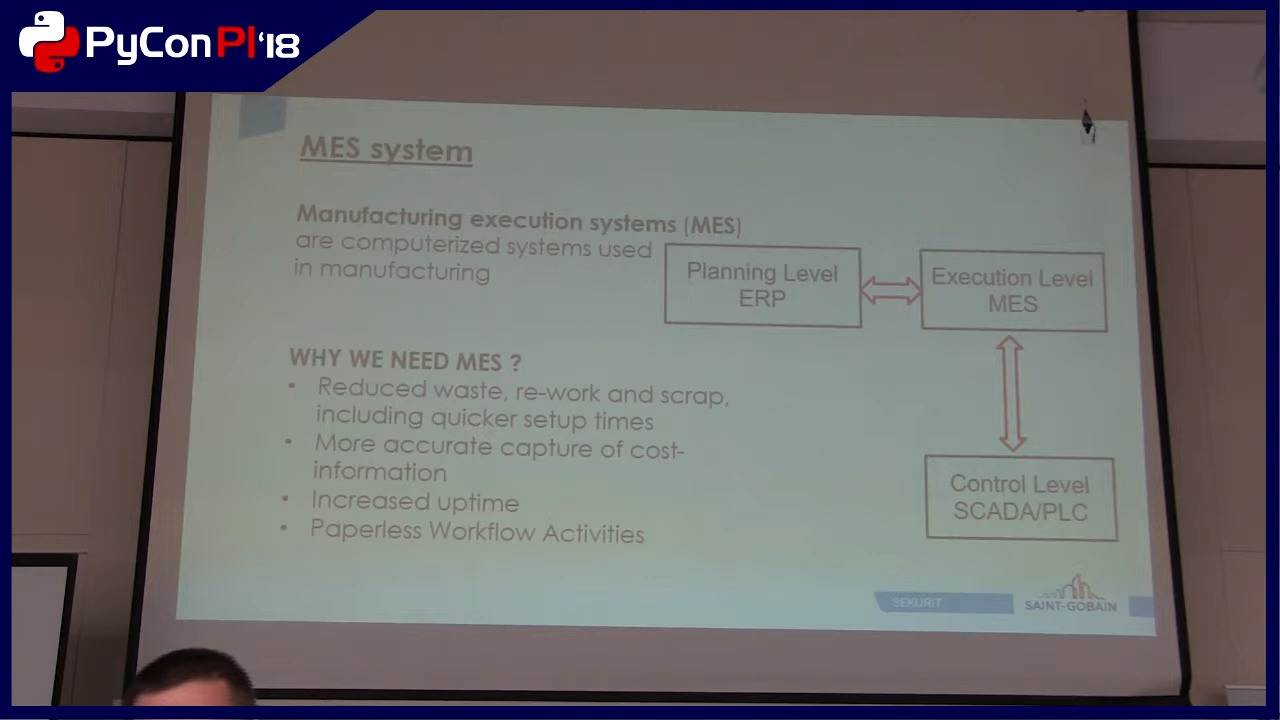 PyConPl'18
MES system
Manufacturing execution systems (MES)
are computerized systems used
in manufacturing
Planning Level
ERP
Execution Level
MES
WHY WE NEED MES ?
• Reduced waste, re-work and scrap,
including quicker setup times
• More accurate capture of cost-
information
• Increased uptime
• Paperless Workflow Activities
Control Level
SCADA/PLC
SEKURIT
SAINT-GOBAIN